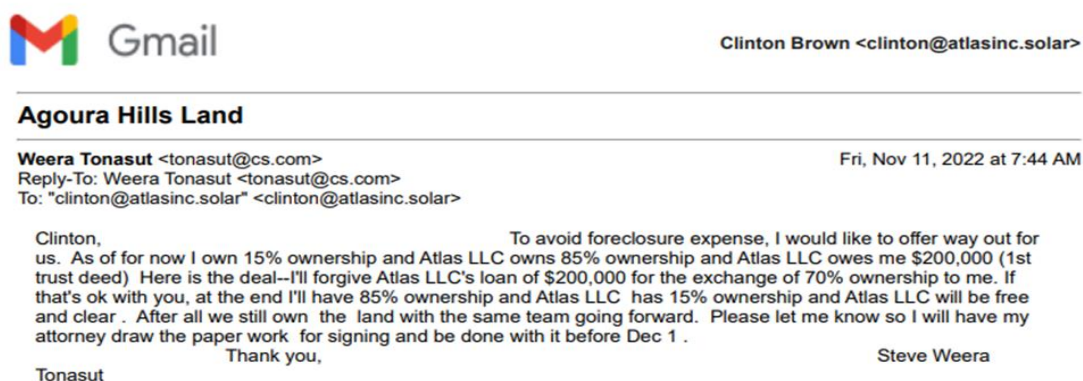 Gmail
Clinton Brown <clinton@atlasinc.solar>
Agoura Hills Land
Weera Tonasut <tonasut@cs.com>
Fri, Nov 11, 2022 at 7:44 AM
Reply-To: Weera Tonasut <tonasut@cs.com>
To: "clinton@atlasinc.solar" <clinton@atlasinc.solar>
Clinton, To avoid foreclosure expense, I would like to offer way out for
us. As of for now I own 15% ownership and Atlas LLC owns 85% ownership and Atlas LLC owes me $200,000 (1st
trust deed) Here is the deal--I'll forgive Atlas LLC's loan of $200,000 for the exchange of 70% ownership to me. If
that's ok with you, at the end I'll have 85% ownership and Atlas LLC has 15% ownership and Atlas LLC will be free
and clear . After all we still own the land with the same team going forward. Please let me know so I will have my
attorney draw the paper work for signing and be done with it before Dec 1 .
Thank you, Steve Weera
Tonasut